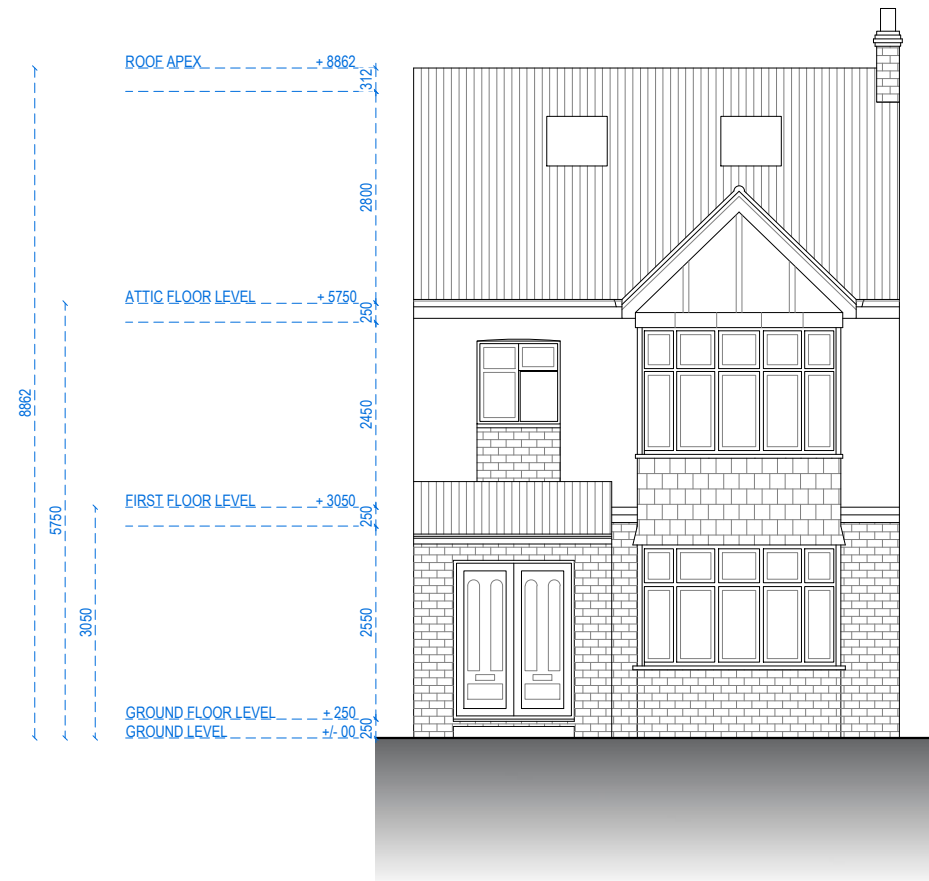 ROOF APEX + 8862
312
2800
ATTIC FLOOR LEVEL + 5750
250
8862
2450
FIRST FLOOR LEVEL + 3050
250
5750
3050
2550
GROUND FLOOR LEVEL + 250
GROUND LEVEL +/- 00
250